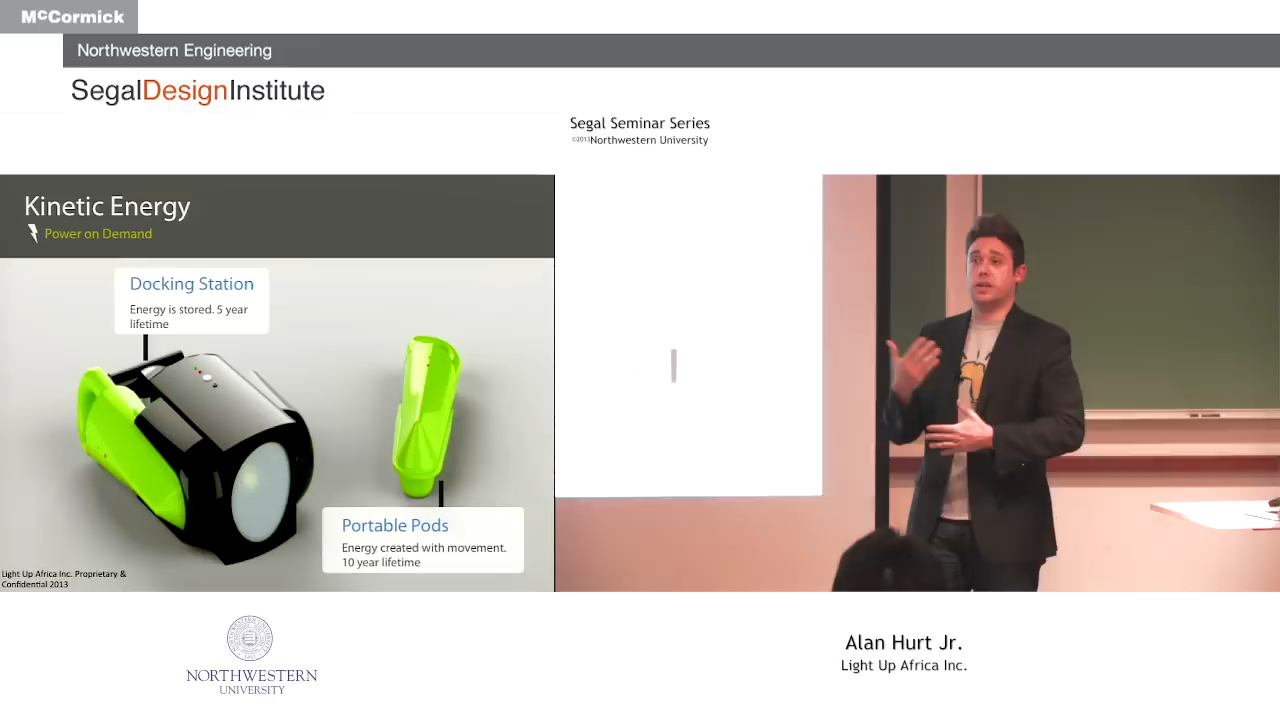 McCormick
Northwestern Engineering
SegalDesignInstitute
Segal Seminar Series
©2013Northwestern University
Kinetic Energy
Power on Demand
Docking Station
Energy is stored. 5 year
lifetime
Portable Pods
Energy created with movement.
10 year lifetime
Light Up Africa Inc. Proprietary &
Confidential 2013
NORTHWESTERN
UNIVERSITY
Alan Hurt Jr.
Light Up Africa Inc.